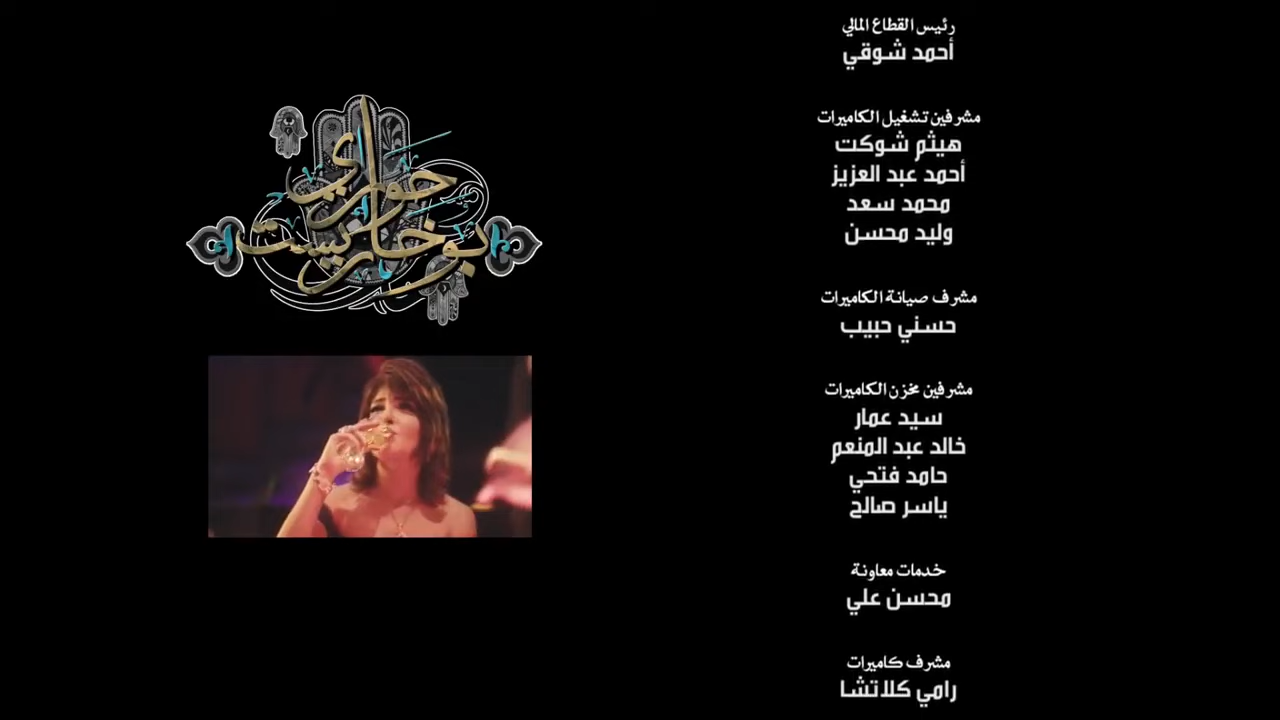 جواري
بوخاريست
رئيس القطاع المالي
أحمد شوقي
مشرفين تشغيل الكاميرات
هيثم شوكت
أحمد عبد العزيز
محمد سعد
وليد محسن
مشرف صيانة الكاميرات
حسني حبيب
مشرفين مخزن الكاميرات
سيد عمار
خالد عبد المنعم
حامد فتحي
ياسر صالح
خدمات معاونة
محسن علي
مشرف كاميرات
رامي كلاتشا